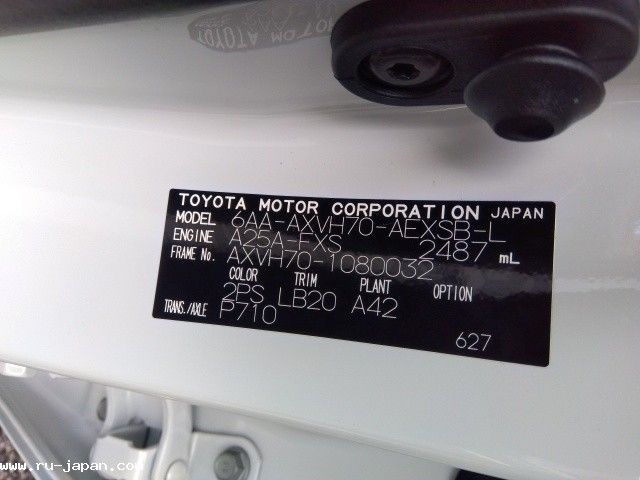 TOYOTA MOTOR CORPORATION JAPAN
MODEL 6AA-AXVH70-AEXSB-L
ENGINE A25A-FXS 2487 mL
FRAME No. AXVH70-1080032
COLOR TRIM PLANT OPTION
2PS LB20 A42
TRANS./AXLE P710
627
www.ru-japan.com